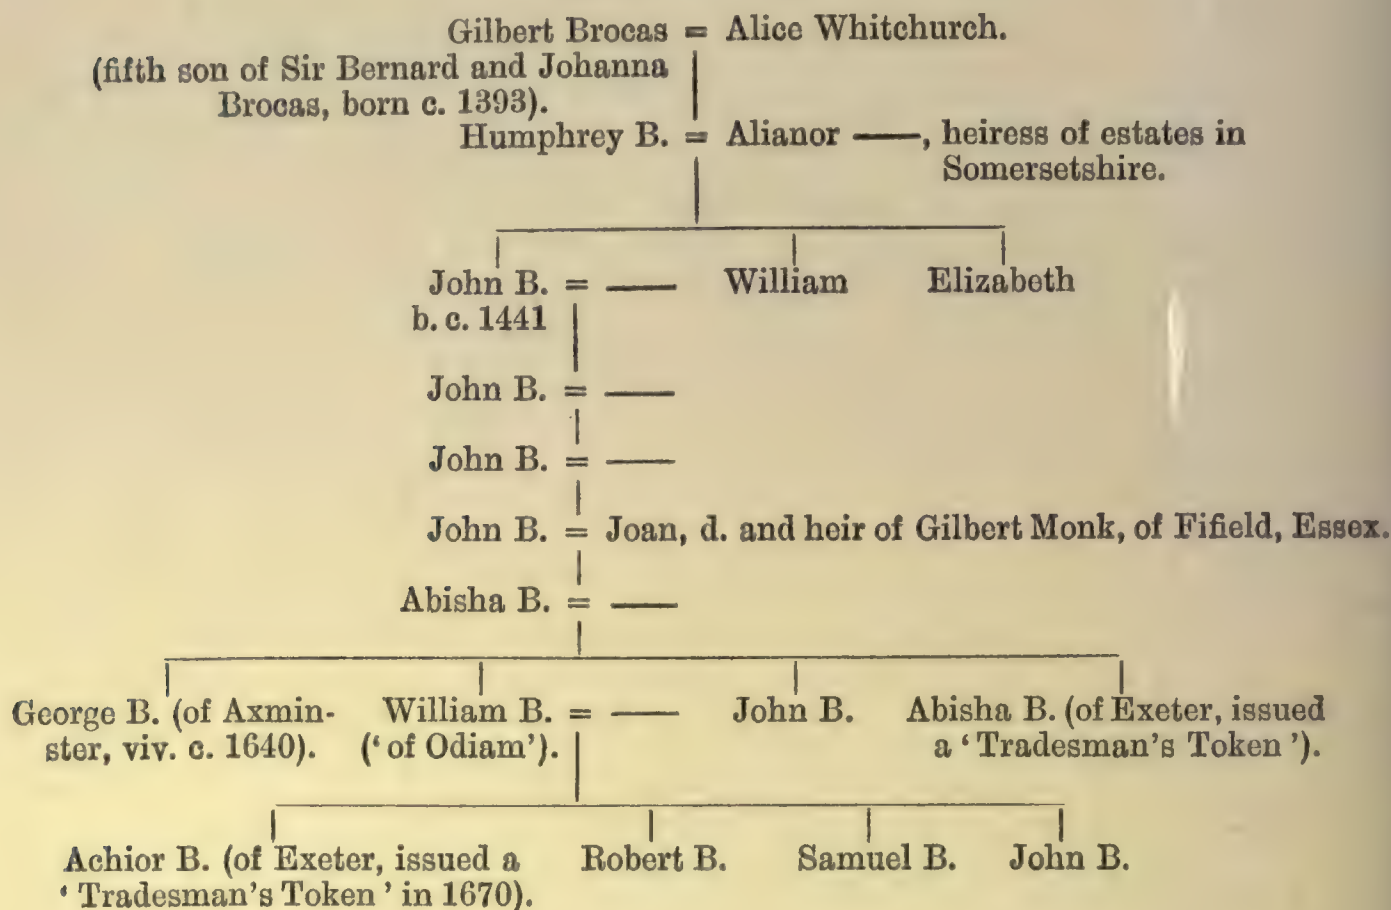 Gilbert Brocas = Alice Whitchurch.
(fifth son of Sir Bernard and Johanna
Brocas, born c. 1393).
Humphrey B. = Alianor ——, heiress of estates in
Somersetshire.
John B. = —— William Elizabeth
b. c. 1441
John B. = ——
John B. = ——
John B. = Joan, d. and heir of Gilbert Monk, of Fifield, Essex.
Abisha B. = ——
George B. (of Axmin- William B. = —— John B. Abisha B. (of Exeter, issued
ster, viv. c. 1640). (‘of Odiam’). a ‘Tradesman’s Token’).
Achior B. (of Exeter, issued a Robert B. Samuel B. John B.
‘Tradesman’s Token’ in 1670).